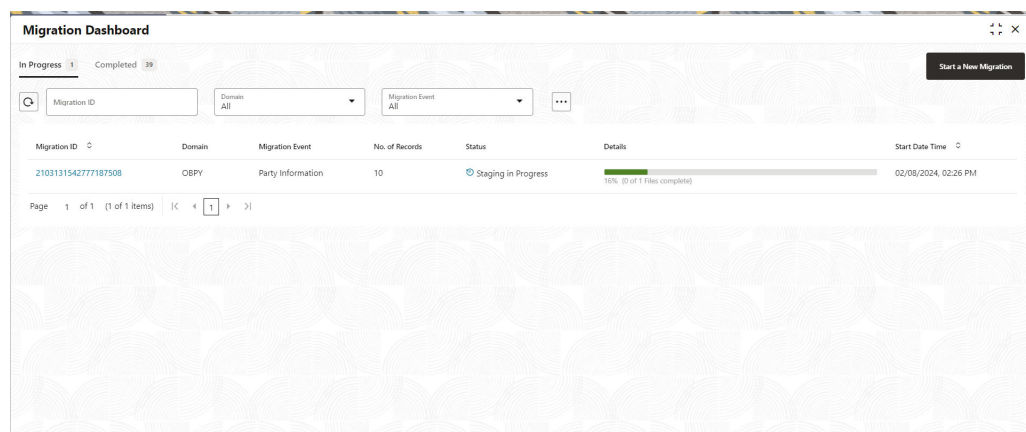 Migration Dashboard
In Progress 1 Completed 39
Start a New Migration
Migration ID
Domain
All
Migration Event
All
Migration ID Domain Migration Event No. of Records Status Details Start Date Time
2103131542777187508 OBPY Party Information 10 Staging in Progress 02/08/2024, 02:26 PM
16% (0 of 1 Files complete)
Page 1 of 1 (1 of 1 items) 1